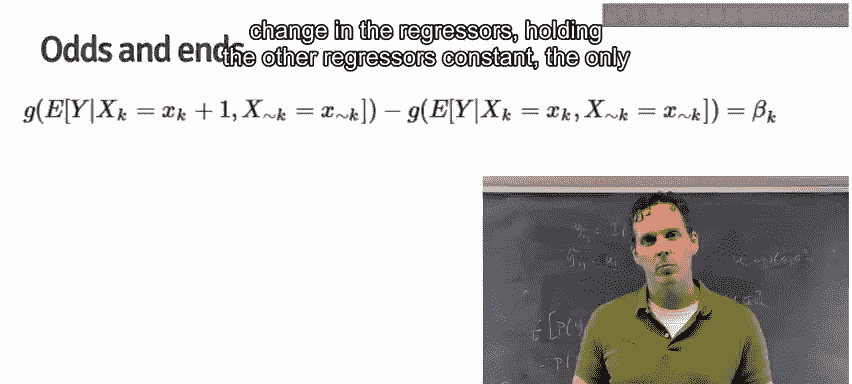 change in the regressors, holding
Odds and ends
the other regressors constant, the only
g(E[Y|X_k = x_k + 1, X_{~k} = x_{~k}]) − g(E[Y|X_k = x_k, X_{~k} = x_{~k}]) = β_k